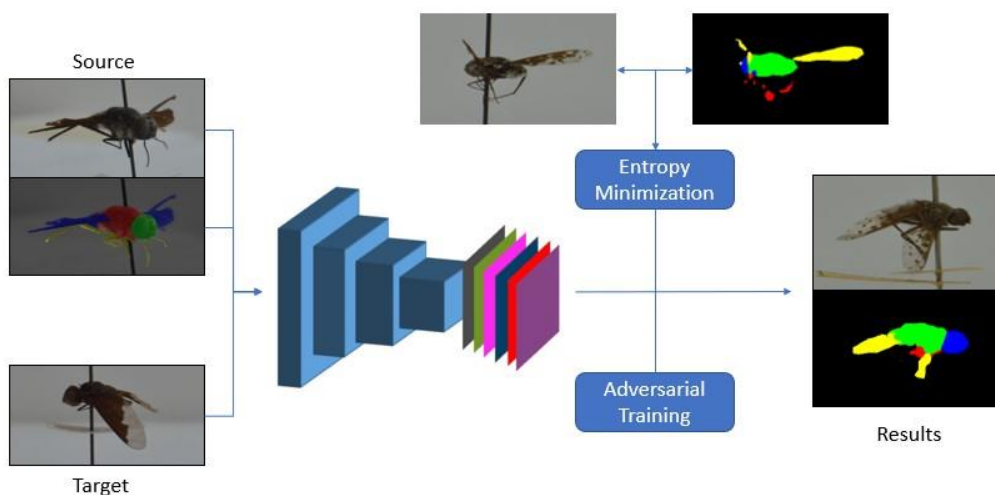 Source
Entropy
Minimization
Adversarial
Training
Results
Target